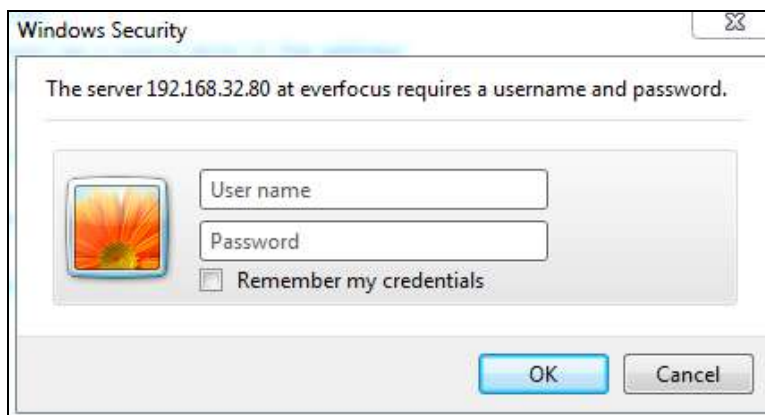 Windows Security
The server 192.168.32.80 at everfocus requires a username and password.
User name
Password
Remember my credentials
OK
Cancel